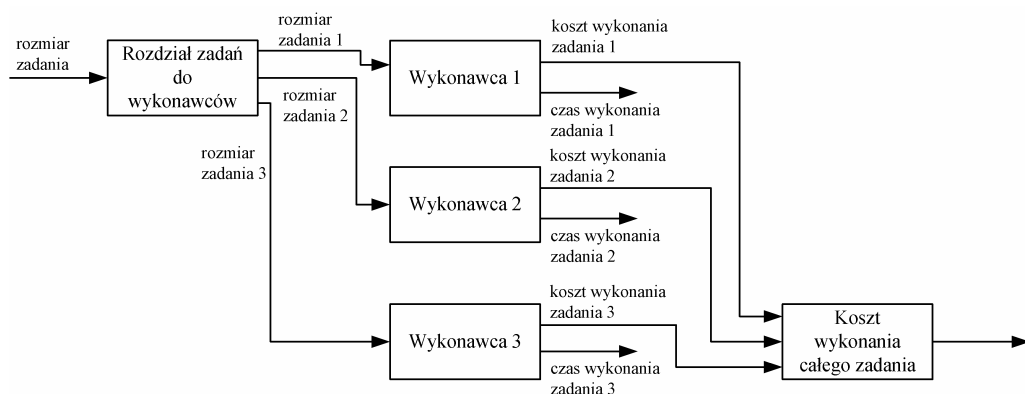 rozmiar
zadania
Rozdział zadań
do
wykonawców
rozmiar
zadania 1
rozmiar
zadania 2
rozmiar
zadania 3
Wykonawca 1
koszt wykonania
zadania 1
czas wykonania
zadania 1
Wykonawca 2
koszt wykonania
zadania 2
czas wykonania
zadania 2
Wykonawca 3
koszt wykonania
zadania 3
czas wykonania
zadania 3
Koszt
wykonania
całego zadania